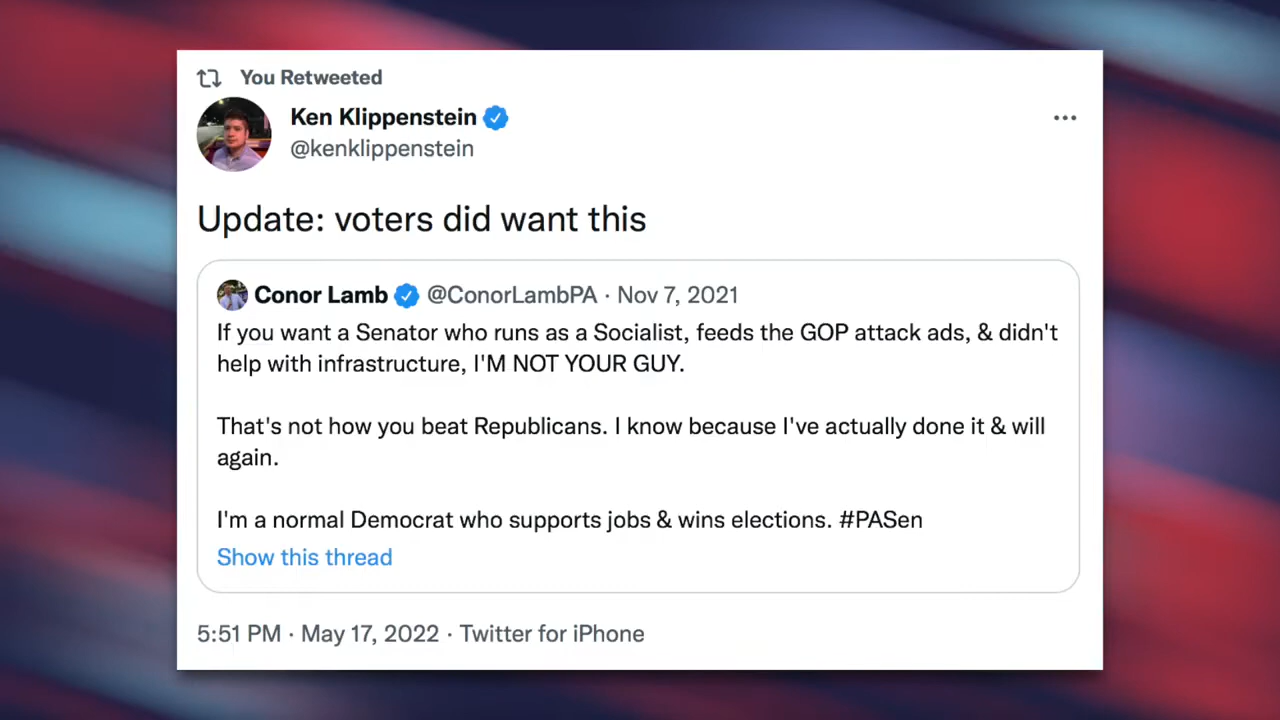 You Retweeted
Ken Klippenstein
@kenklippenstein
Update: voters did want this
Conor Lamb @ConorLambPA · Nov 7, 2021
If you want a Senator who runs as a Socialist, feeds the GOP attack ads, & didn't
help with infrastructure, I'M NOT YOUR GUY.
That's not how you beat Republicans. I know because I've actually done it & will
again.
I'm a normal Democrat who supports jobs & wins elections. #PASen
Show this thread
5:51 PM · May 17, 2022 · Twitter for iPhone